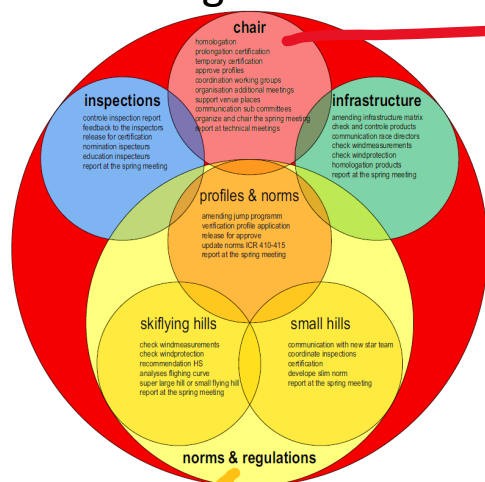 chair
homologation
prolongation certification
temporary certification
approve profiles
coordination working groups
organisation additional meetings
support venue places
communication sub committees
organize and chair the spring meeting
report at technical meetings
inspections
controle inspection report
feedback to the inspectors
release for certification
nomination ispecteurs
education inspecteurs
report at the spring meeting
infrastructure
amending infrastructure matrix
check and controle products
communication race directors
check windmeasurements
check windprotection
homologation products
report at the spring meeting
profiles & norms
amending jump programm
verification profile application
release for approve
update norms ICR 410-415
report at the spring meeting
skiflying hills
check windmeasurements
check windprotection
recommendation HS
analyses flighing curve
super large hill or small flying hill
report at the spring meeting
small hills
communication with new star team
coordinate inspections
certification
develope slim norm
report at the spring meeting
norms & regulations